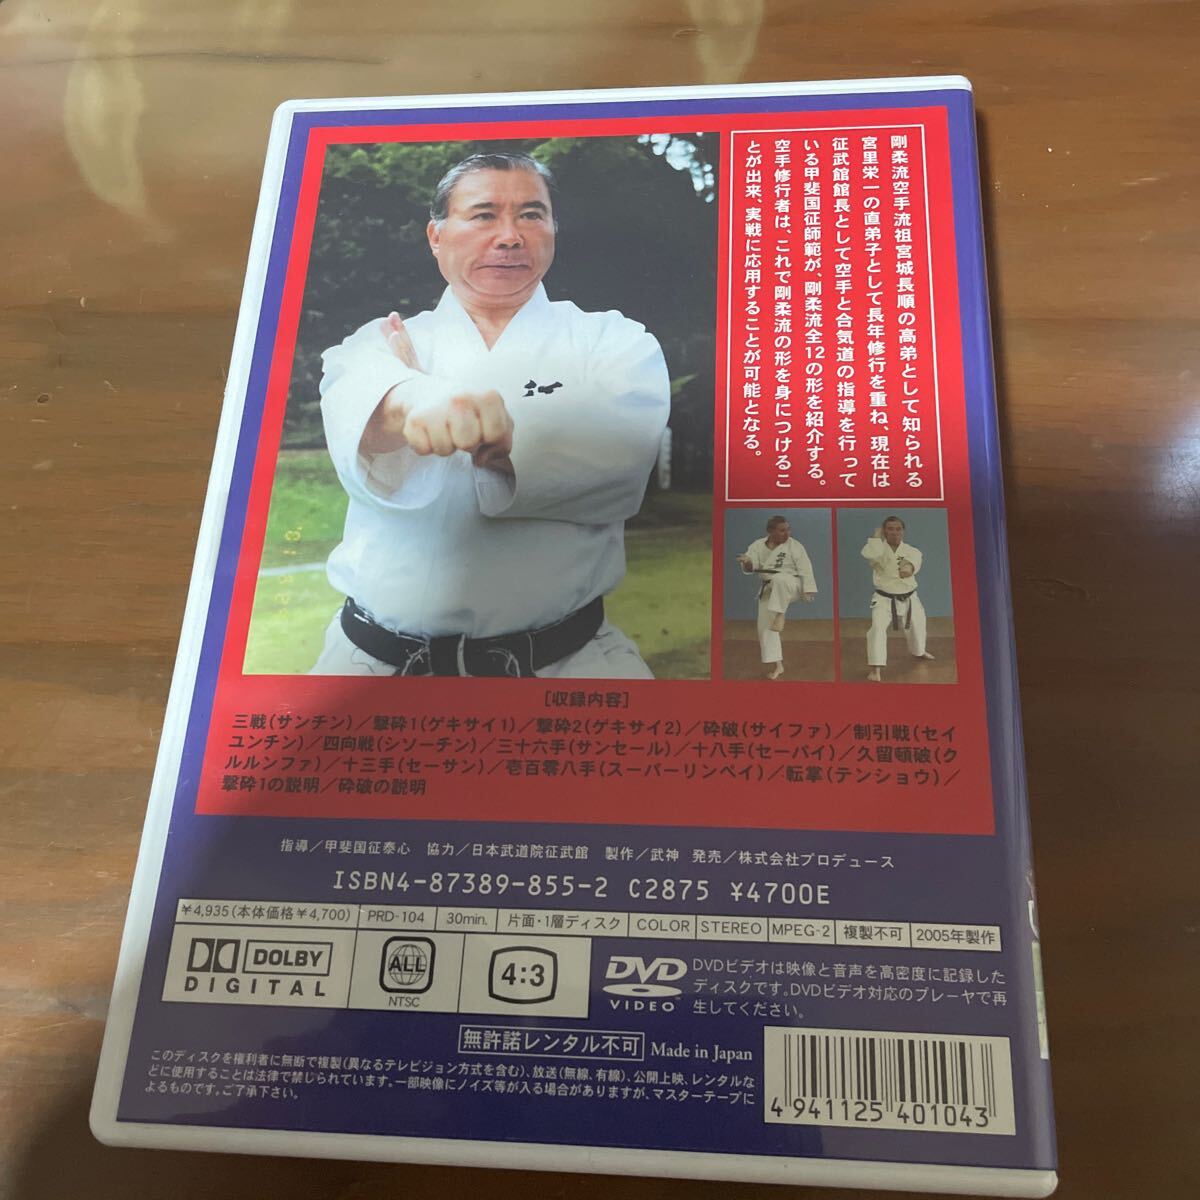 剛柔流空手流祖宮城長順の高弟として知られる
宮里栄一の直弟子として長年修行を重ね、現在は
征武館館長として空手と合気道の指導を行って
いる甲斐国征師範が、剛柔流全12の形を紹介する。
空手修行者は、これで剛柔流の形を身につけるこ
とが出来、実戦に応用することが可能となる。
[収録内容]
三戦(サンチン)／撃砕1(ゲキサイ1)／撃砕2(ゲキサイ2)／砕破(サイファ)／制引戦(セイ
ユンチン)／四向戦(シソーチン)／三十六手(サンセール)／十八手(セーパイ)／久留頓破(ク
ルルンファ)／十三手(セーサン)／壱百零八手(スーパーリンペイ)／転掌(テンショウ)／
撃砕1の説明／砕破の説明
指導／甲斐国征泰心 協力／日本武道院征武館 製作／武神 発売／株式会社プロデュース
ISBN4-87389-855-2 C2875 ¥4700E
￥4,935(本体価格￥4,700) PRD-104 30min. 片面・1層ディスク COLOR STEREO MPEG-2 複製不可 2005年製作
DOLBY
DIGITAL
ALL
NTSC
4:3
DVD
VIDEO
DVDビデオは映像と音声を高密度に記録した
ディスクです。DVDビデオ対応のプレーヤで再
生してください。
無許諾レンタル不可 Made in Japan
このディスクを権利者に無断で複製(異なるテレビジョン方式を含む)、放送(無線、有線)、公開上映、レンタルな
どに使用することは法律で禁じられています。一部映像にノイズ等が入る場合がありますが、マスターテープに
よるものです。ご了承下さい。
4 941125 401043